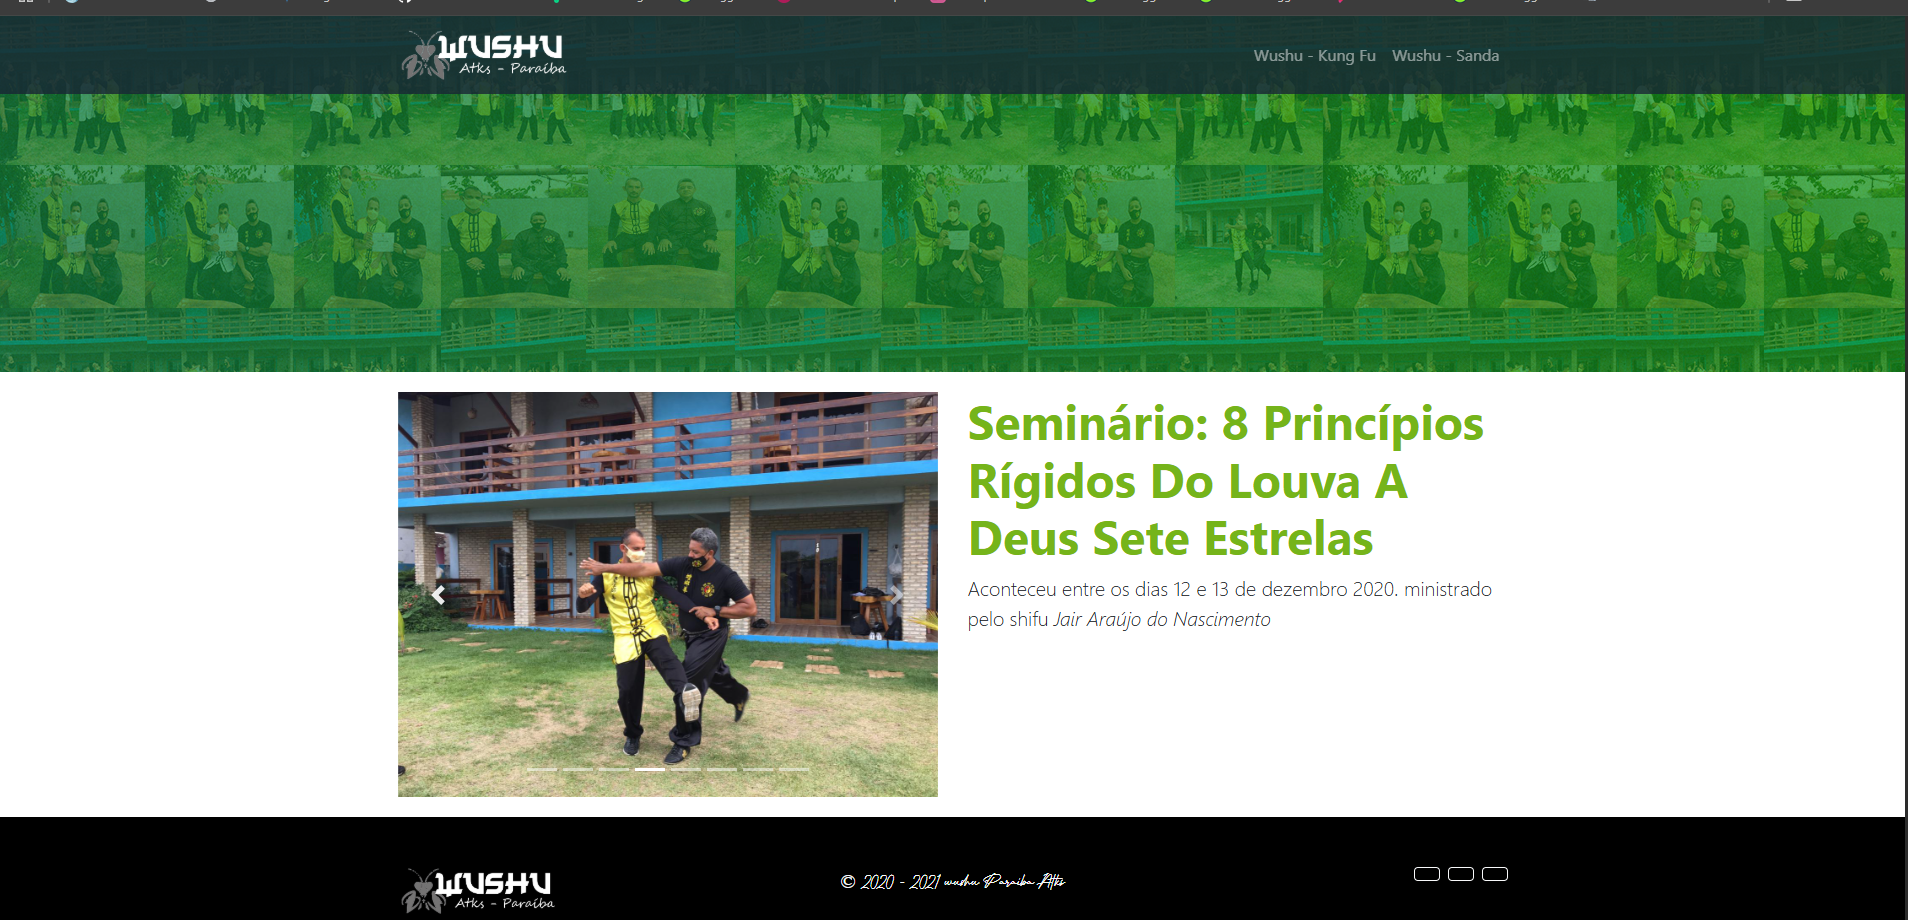 WUSHU
Atks - Paraíba
Wushu - Kung Fu Wushu - Sanda
Seminário: 8 Princípios
Rígidos Do Louva A
Deus Sete Estrelas
Aconteceu entre os dias 12 e 13 de dezembro 2020. ministrado
pelo shifu Jair Araújo do Nascimento
WUSHU
Atks - Paraíba
© 2020 - 2021 wushu Paraiba Atks